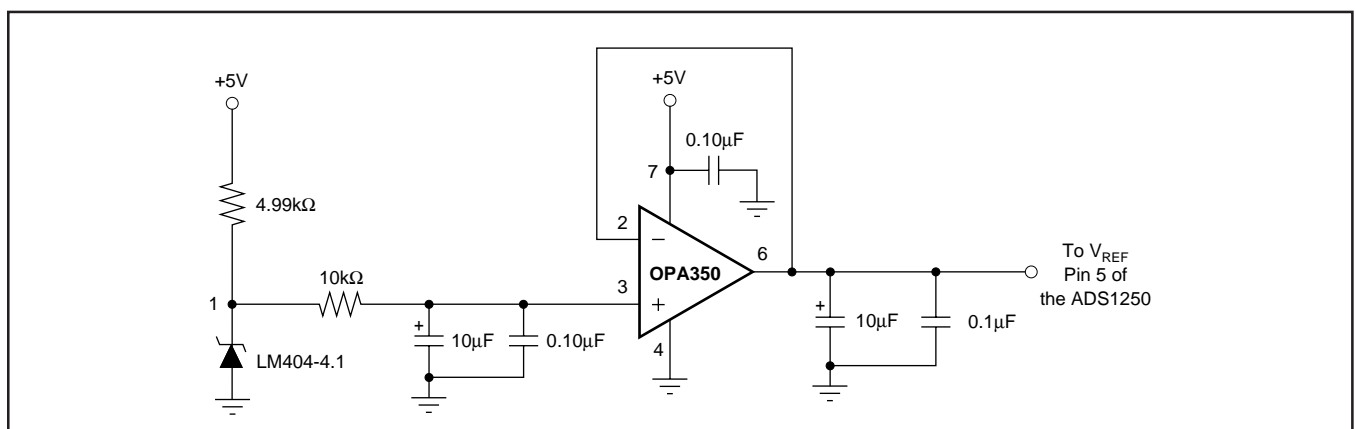 +5V
4.99kΩ
1
10kΩ
LM404-4.1
+
10µF
0.10µF
+5V
0.10µF
7
2
−
OPA350
6
3
+
4
+
10µF
0.1µF
To VREF
Pin 5 of
the ADS1250